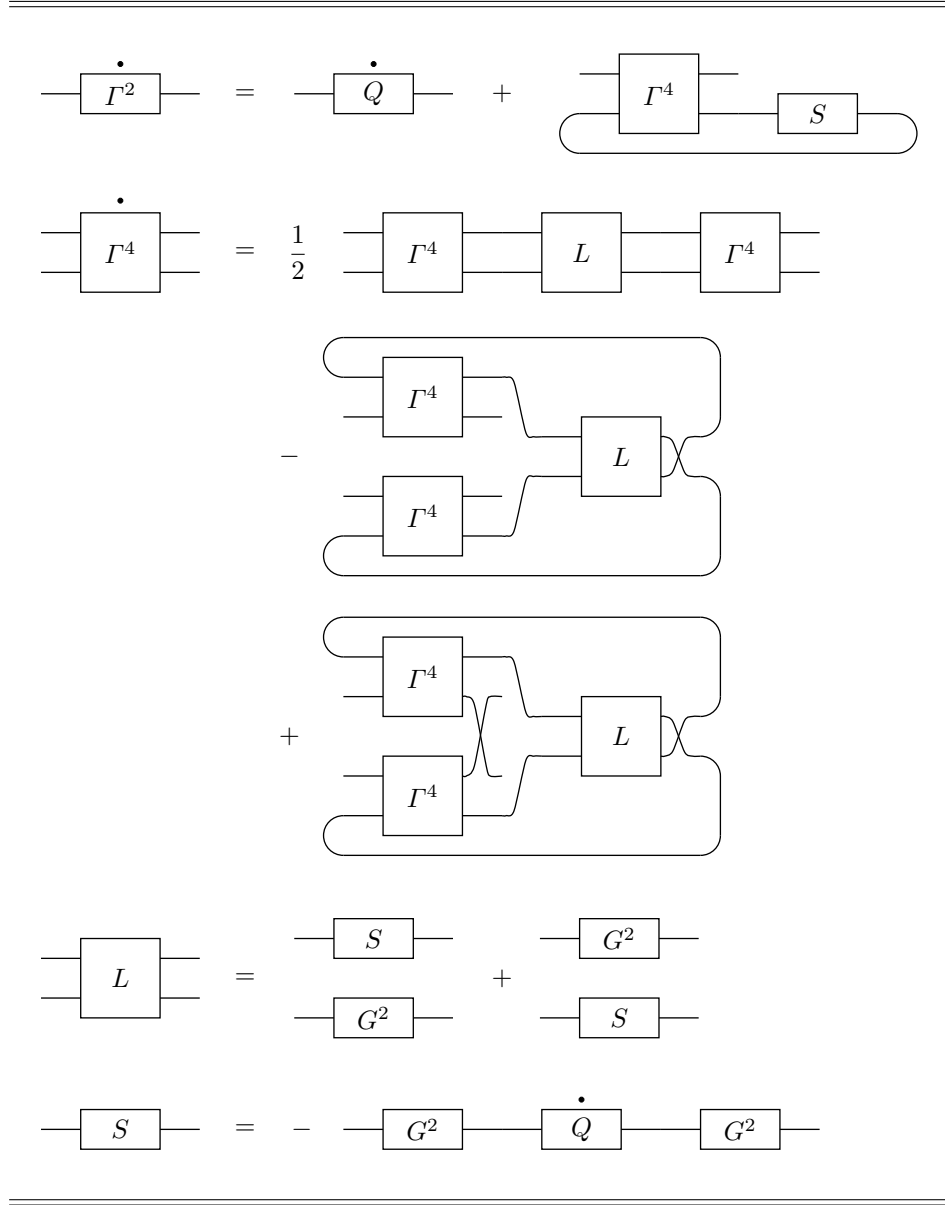 Γ² = Q + Γ⁴ S
Γ⁴ = 1/2 Γ⁴ L Γ⁴
− Γ⁴ Γ⁴ L
+ Γ⁴ Γ⁴ L
L = S G² + G² S
S = − G² Q G²